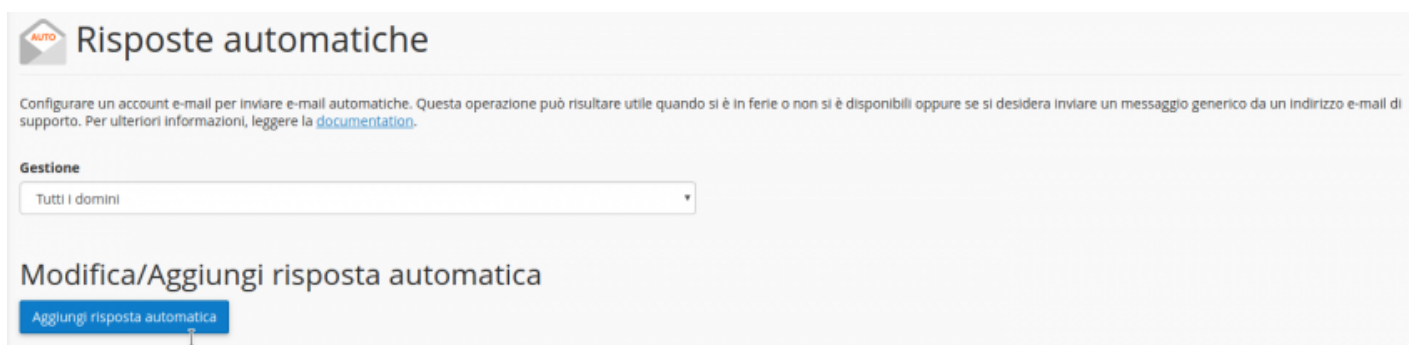 AUTO
Risposte automatiche
Configurare un account e-mail per inviare e-mail automatiche. Questa operazione può risultare utile quando si è in ferie o non si è disponibili oppure se si desidera inviare un messaggio generico da un indirizzo e-mail di
supporto. Per ulteriori informazioni, leggere la documentation.
Gestione
Tutti i domini
Modifica/Aggiungi risposta automatica
Aggiungi risposta automatica